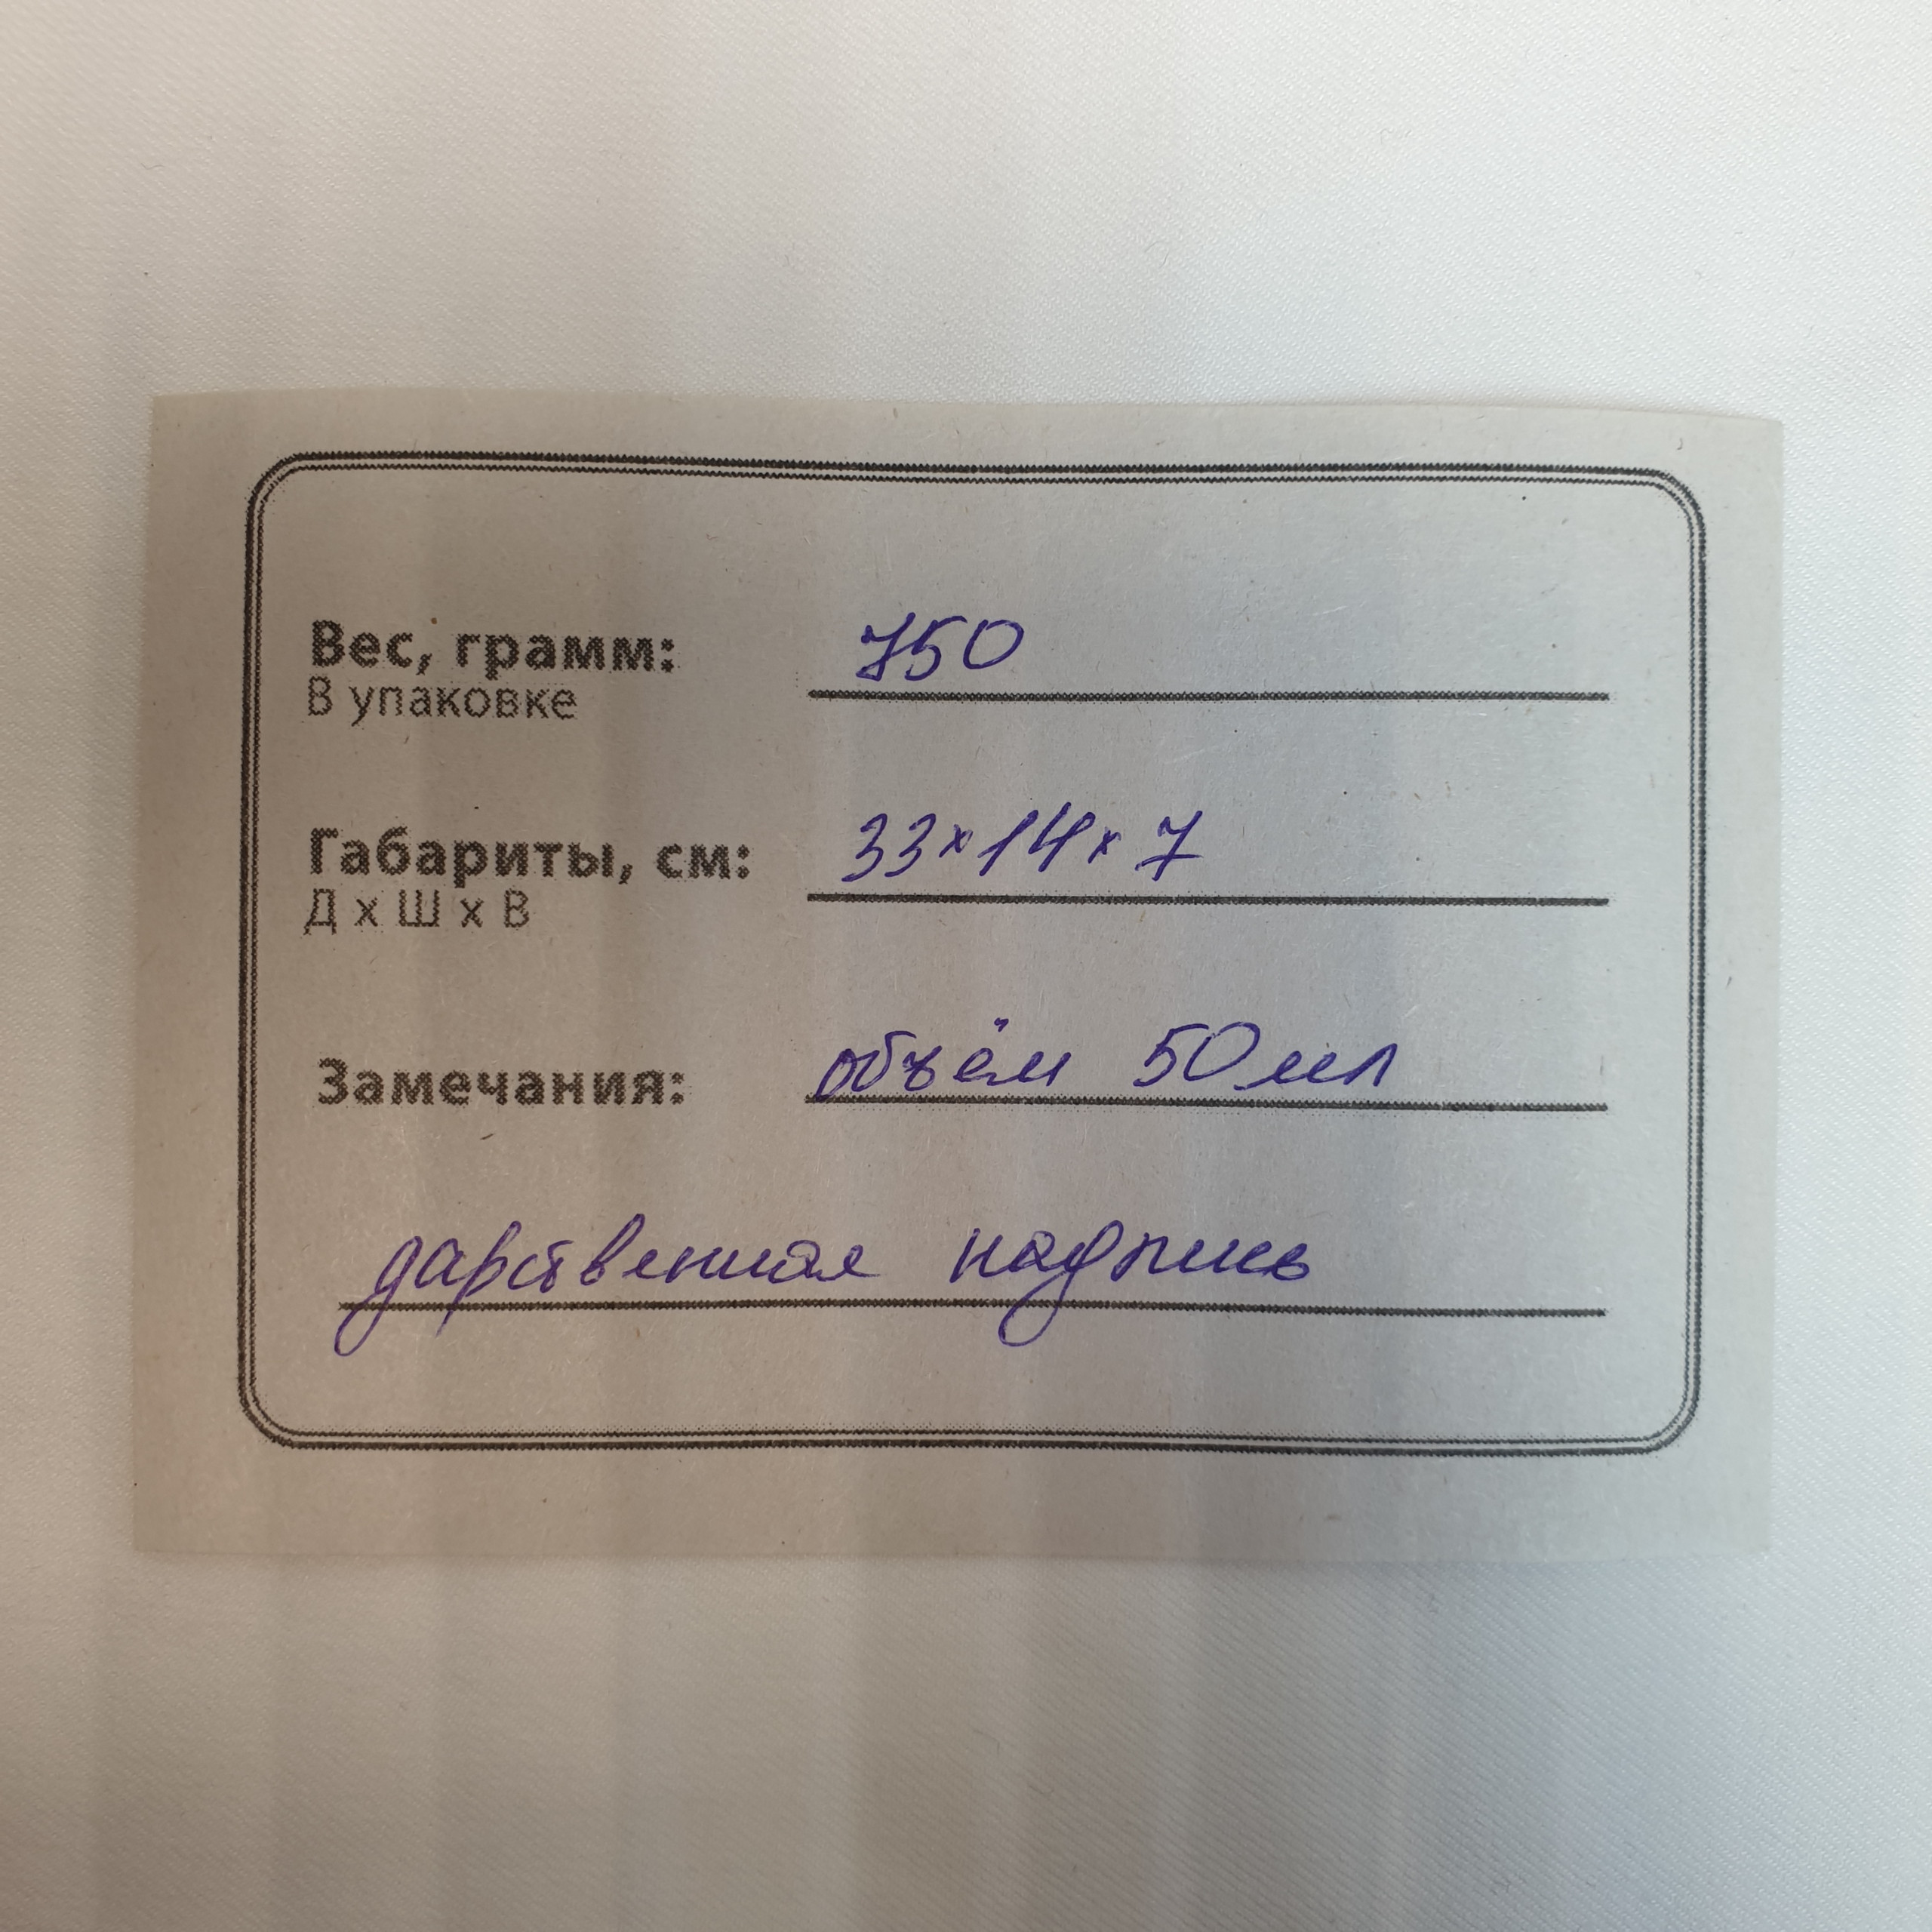 Вес, грамм: 750
В упаковке
Габариты, см: 33×14×7
Д х Ш х В
Замечания: объём 50мл
дарственная надпись